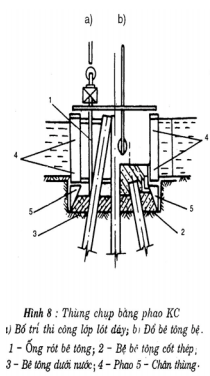 a) b)
1
4 4
5 5
3 2
Hình 8 : Thùng chụp bằng phao KC
a) Bố trí thi công lớp lót đáy; b) Đổ bê tông bệ.
1 - Ống rót bê tông; 2 - Bệ bê tông cốt thép;
3 - Bê tông dưới nước; 4 - Phao 5 - Chân thùng.